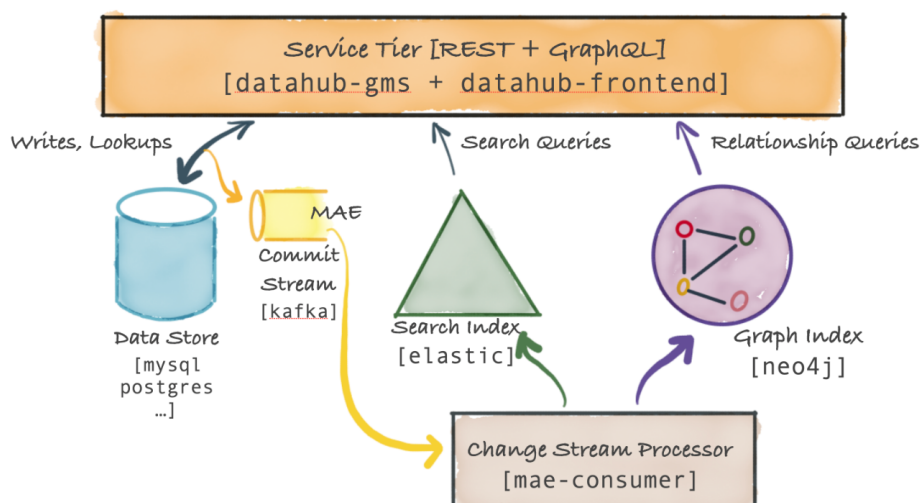 Service Tier [REST + GraphQL]
[datahub-gms + datahub-frontend]
Writes, Lookups
Search Queries
Relationship Queries
MAE
Commit
Stream
[kafka]
Data Store
[mysql
postgres
…]
Search Index
[elastic]
Graph Index
[neo4j]
Change Stream Processor
[mae-consumer]